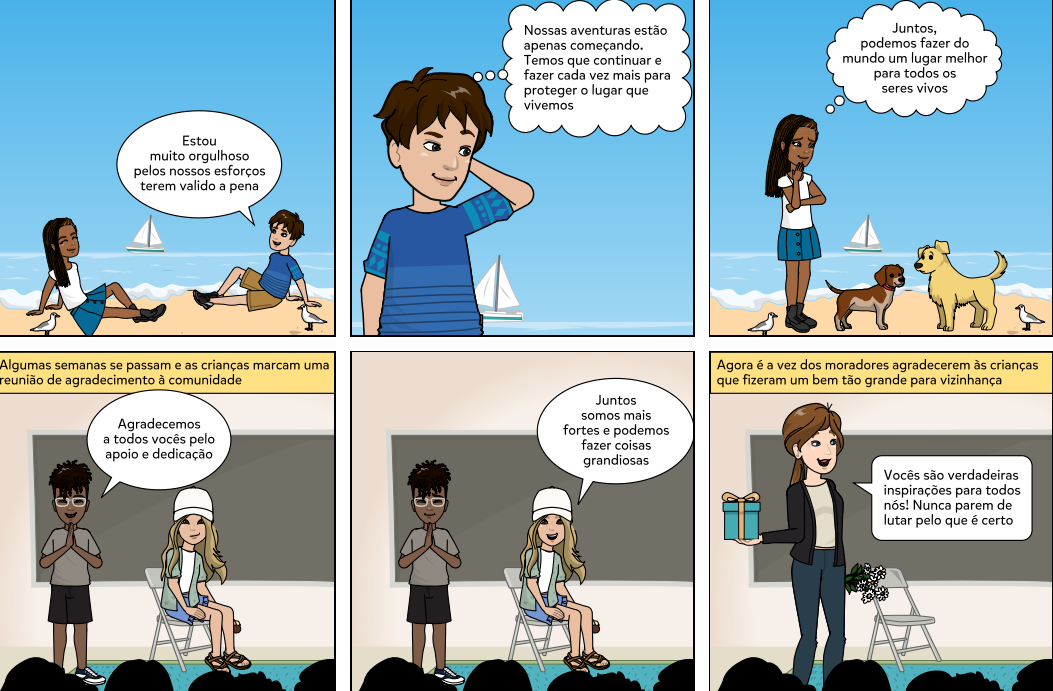 Estou
muito orgulhoso
pelos nossos esforços
terem valido a pena
Nossas aventuras estão
apenas começando.
Temos que continuar e
fazer cada vez mais para
proteger o lugar que
vivemos
Juntos,
podemos fazer do
mundo um lugar melhor
para todos os
seres vivos
Algumas semanas se passam e as crianças marcam uma
reunião de agradecimento à comunidade
Agradecemos
a todos vocês pelo
apoio e dedicação
Juntos
somos mais
fortes e podemos
fazer coisas
grandiosas
Agora é a vez dos moradores agradecerem às crianças
que fizeram um bem tão grande para vizinhança
Vocês são verdadeiras
inspirações para todos
nós! Nunca parem de
lutar pelo que é certo